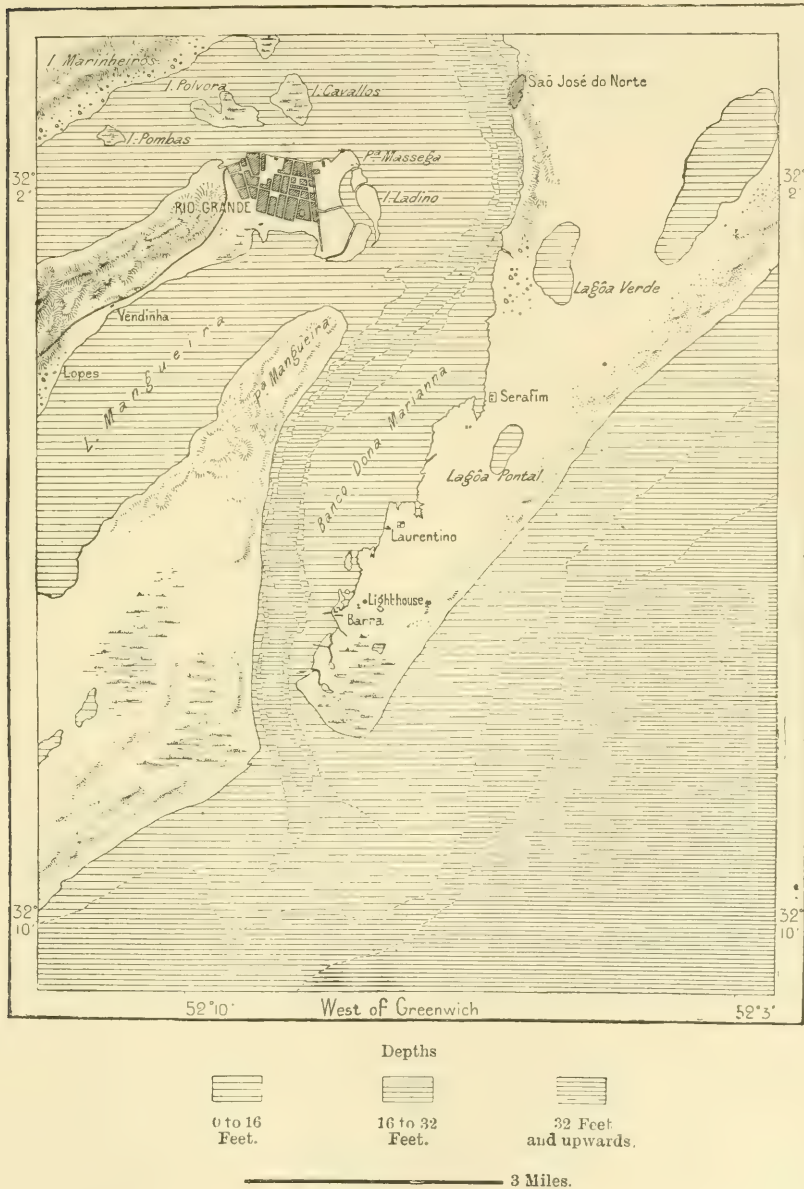 I. Marinheiros
I. Polvora
I. Cavallos
Saõ José do Norte
I. Pombas
Pª Massega
32°
2'
32°
2'
I. Ladino
RIO GRANDE
Lagôa Verde
Vendinha
Lopes
L. Mangueira
Pª Mangueira
Banco Dona Marianna
Serafim
Lagôa Pontal
Laurentino
Lighthouse
Barra
32°
10'
32°
10'
52°10'
West of Greenwich
52°3'
Depths
0 to 16
Feet.
16 to 32
Feet.
32 Feet
and upwards.
3 Miles.